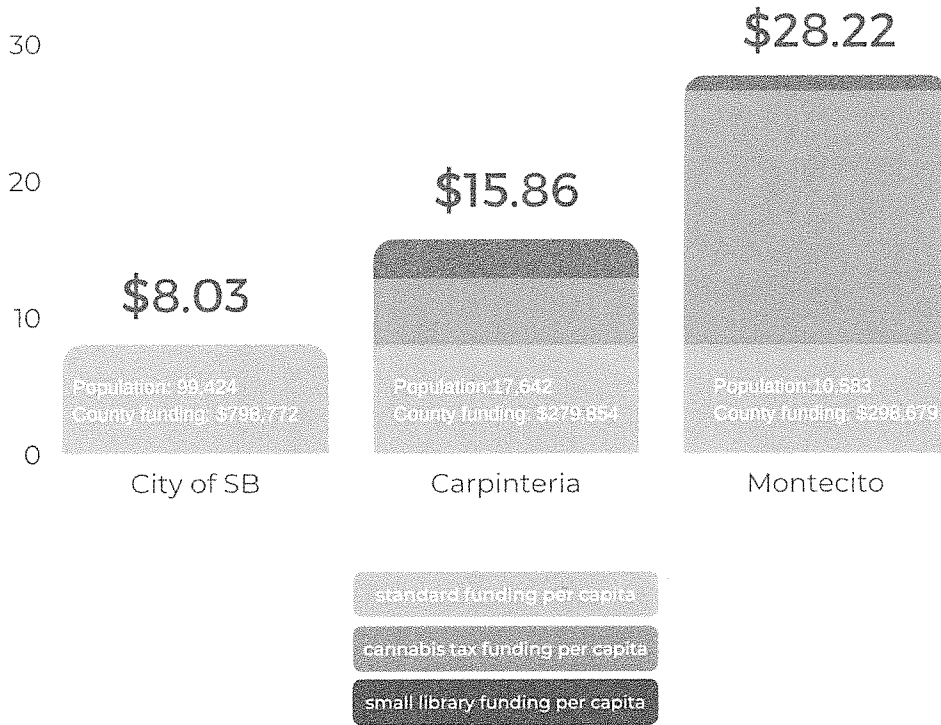 30
$28.22
20
$15.86
$8.03
10
Population: 99,424
Population:17,642
Population:10,583
County funding: $798,772
County funding: $279,854
County funding: $298,679
0
City of SB
Carpinteria
Montecito
standard funding per capita
cannabis tax funding per capita
small library funding per capita